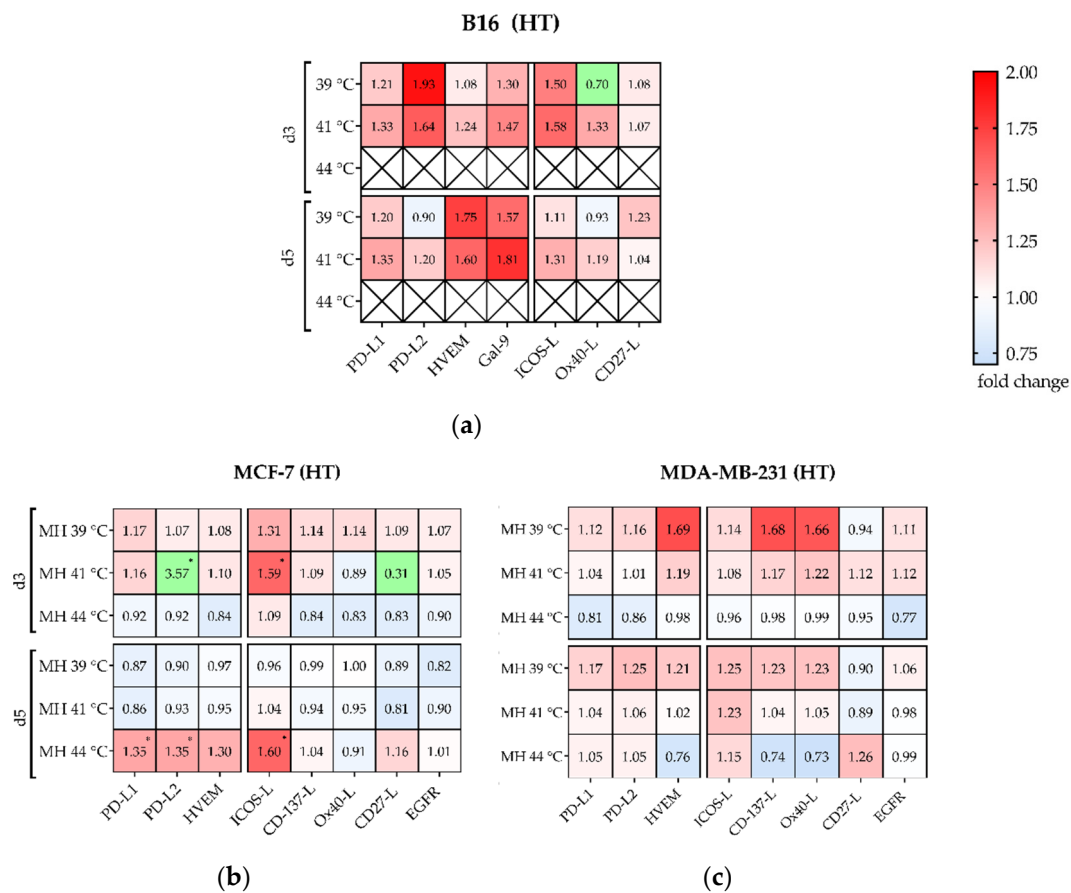 B16 (HT)
d3
39 °C 1.21 1.93 1.08 1.30 1.50 0.70 1.08
41 °C 1.33 1.64 1.24 1.47 1.58 1.33 1.07
44 °C
d5
39 °C 1.20 0.90 1.75 1.57 1.11 0.93 1.23
41 °C 1.35 1.20 1.60 1.81 1.31 1.19 1.04
44 °C
PD-L1 PD-L2 HVEM Gal-9 ICOS-L Ox40-L CD27-L
2.00
1.75
1.50
1.25
1.00
0.75
fold change
(a)
MCF-7 (HT)
d3
MH 39 °C 1.17 1.07 1.08 1.31 1.14 1.14 1.09 1.07
MH 41 °C 1.16 3.57* 1.10 1.59* 1.09 0.89 0.31 1.05
MH 44 °C 0.92 0.92 0.84 1.09 0.84 0.83 0.83 0.90
d5
MH 39 °C 0.87 0.90 0.97 0.96 0.99 1.00 0.89 0.82
MH 41 °C 0.86 0.93 0.95 1.04 0.94 0.95 0.81 0.90
MH 44 °C 1.35* 1.35* 1.30 1.60* 1.04 0.91 1.16 1.01
PD-L1 PD-L2 HVEM ICOS-L CD-137-L Ox40-L CD27-L EGFR
(b)
MDA-MB-231 (HT)
MH 39 °C 1.12 1.16 1.69 1.14 1.68 1.66 0.94 1.11
MH 41 °C 1.04 1.01 1.19 1.08 1.17 1.22 1.12 1.12
MH 44 °C 0.81 0.86 0.98 0.96 0.98 0.99 0.95 0.77
MH 39 °C 1.17 1.25 1.21 1.25 1.23 1.23 0.90 1.06
MH 41 °C 1.04 1.06 1.02 1.23 1.04 1.05 0.89 0.98
MH 44 °C 1.05 1.05 0.76 1.15 0.74 0.73 1.26 0.99
PD-L1 PD-L2 HVEM ICOS-L CD-137-L Ox40-L CD27-L EGFR
(c)